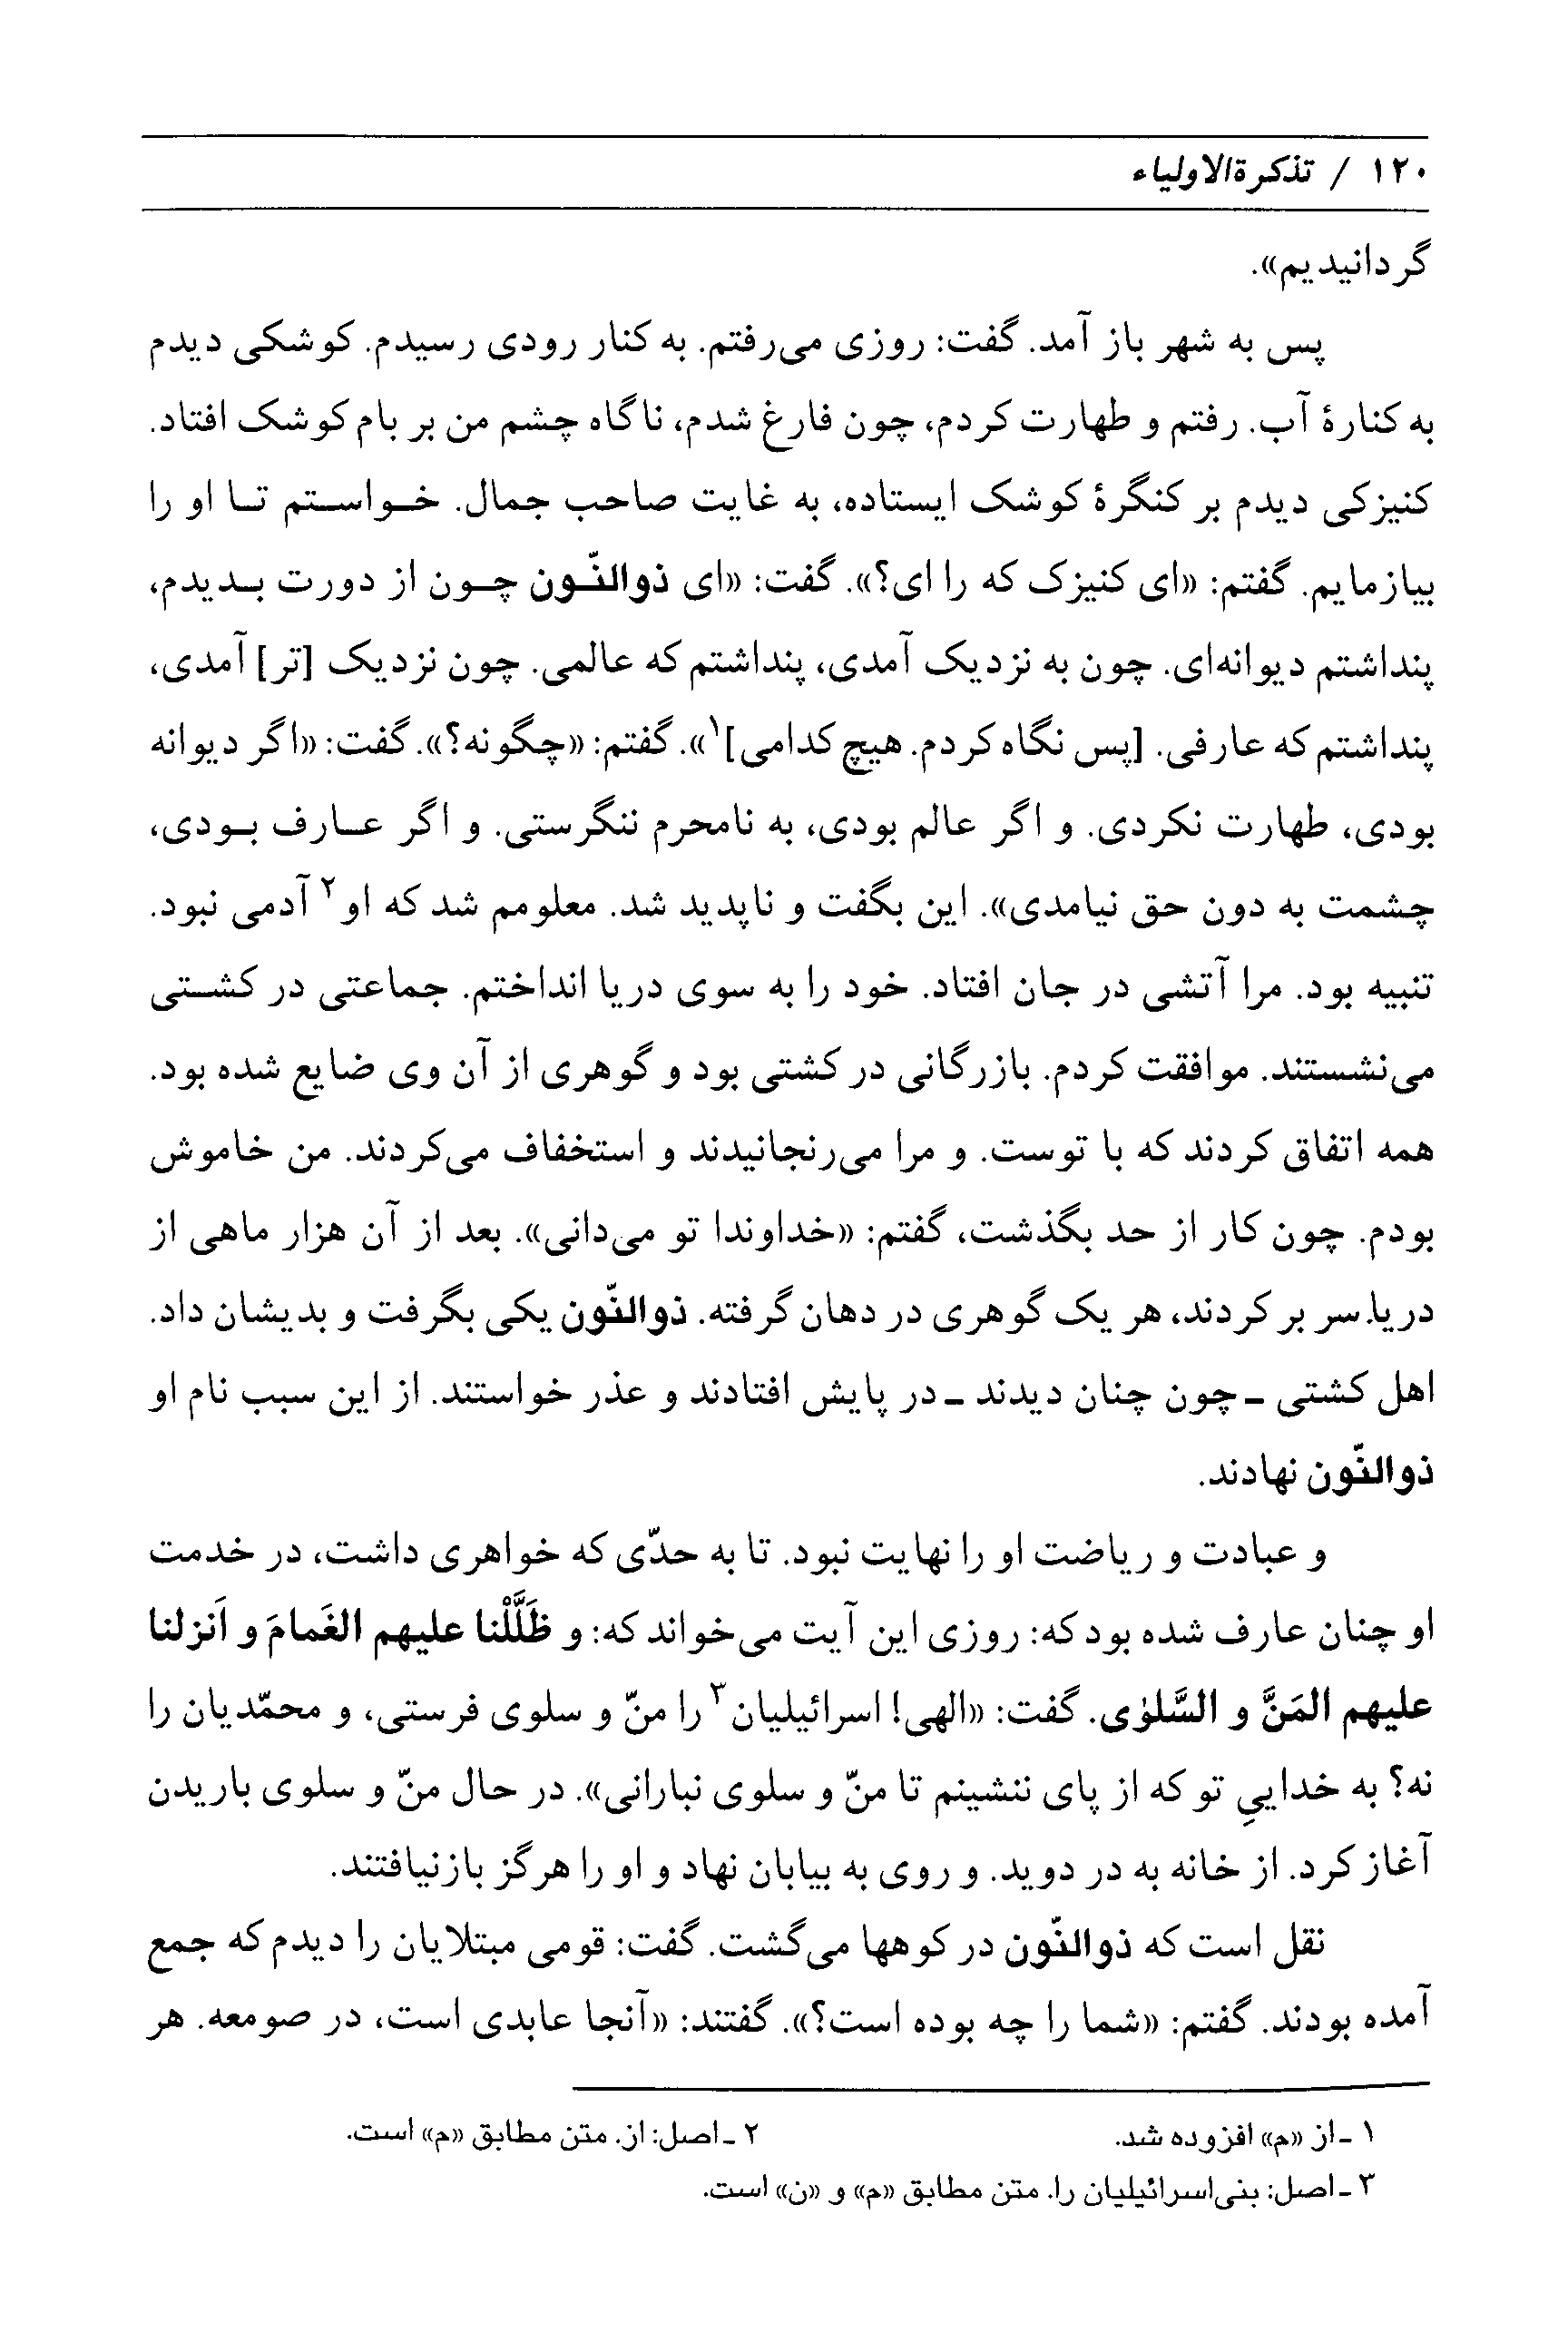 ۱۲۰ / تذکرةالاولیاء
گردانیدیم».
پس به شهر باز آمد. گفت: روزی می‌رفتم. به کنار رودی رسیدم. کوشکی دیدم
به کنارهٔ آب. رفتم و طهارت کردم، چون فارغ شدم، ناگاه چشم من بر بام کوشک افتاد.
کنیزکی دیدم بر کنگرهٔ کوشک ایستاده، به غایت صاحب جمال. خواستم تا او را
بیازمایم. گفتم: «ای کنیزک که را ای؟». گفت: «ای ذوالنّون چون از دورت بدیدم،
پنداشتم دیوانه‌ای. چون به نزدیک آمدی، پنداشتم که عالمی. چون نزدیک [تر] آمدی،
پنداشتم که عارفی. [پس نگاه کردم. هیچ کدامی]۱». گفتم: «چگونه؟». گفت: «اگر دیوانه
بودی، طهارت نکردی. و اگر عالم بودی، به نامحرم ننگرستی. و اگر عارف بودی،
چشمت به دون حق نیامدی». این بگفت و ناپدید شد. معلومم شد که او۲ آدمی نبود.
تنبیه بود. مرا آتشی در جان افتاد. خود را به سوی دریا انداختم. جماعتی در کشتی
می‌نشستند. موافقت کردم. بازرگانی در کشتی بود و گوهری از آن وی ضایع شده بود.
همه اتفاق کردند که با توست. و مرا می‌رنجانیدند و استخفاف می‌کردند. من خاموش
بودم. چون کار از حد بگذشت، گفتم: «خداوندا تو می‌دانی». بعد از آن هزار ماهی از
دریا.سر بر کردند، هر یک گوهری در دهان گرفته. ذوالنّون یکی بگرفت و بدیشان داد.
اهل کشتی ـ چون چنان دیدند ـ در پایش افتادند و عذر خواستند. از این سبب نام او
ذوالنّون نهادند.
و عبادت و ریاضت او را نهایت نبود. تا به حدّی که خواهری داشت، در خدمت
او چنان عارف شده بود که: روزی این آیت می‌خواند که: و ظَلَّلْنا علیهم الغَمامَ و اَنزلنا
علیهم المَنَّ و السَّلوٰی. گفت: «الهی! اسرائیلیان۳ را منّ و سلوی فرستی، و محمّدیان را
نه؟ به خداییِ تو که از پای ننشینم تا منّ و سلوی نبارانی». در حال منّ و سلوی باریدن
آغاز کرد. از خانه به در دوید. و روی به بیابان نهاد و او را هرگز بازنیافتند.
نقل است که ذوالنّون در کوهها می‌گشت. گفت: قومی مبتلایان را دیدم که جمع
آمده بودند. گفتم: «شما را چه بوده است؟». گفتند: «آنجا عابدی است، در صومعه. هر
۱ ـ از «م» افزوده شد. ۲ ـ اصل: از. متن مطابق «م» است.
۳ ـ اصل: بنی‌اسرائیلیان را. متن مطابق «م» و «ن» است.